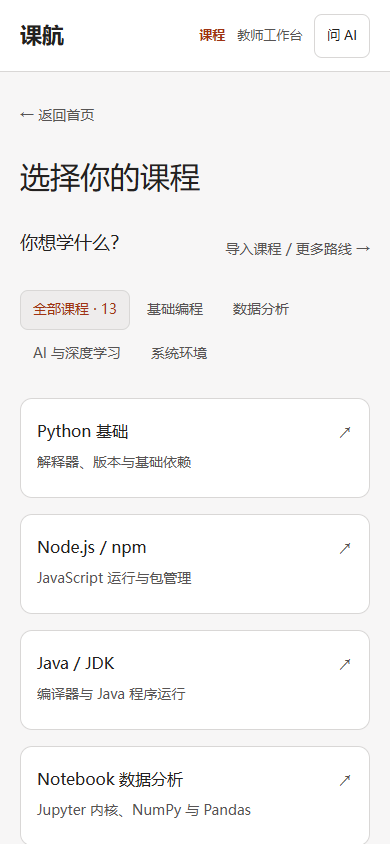 课航
课程 教师工作台 问 AI
← 返回首页
选择你的课程
你想学什么？
导入课程 / 更多路线 →
全部课程 · 13 基础编程 数据分析
AI 与深度学习 系统环境
Python 基础 ↗
解释器、版本与基础依赖
Node.js / npm ↗
JavaScript 运行与包管理
Java / JDK ↗
编译器与 Java 程序运行
Notebook 数据分析 ↗
Jupyter 内核、NumPy 与 Pandas